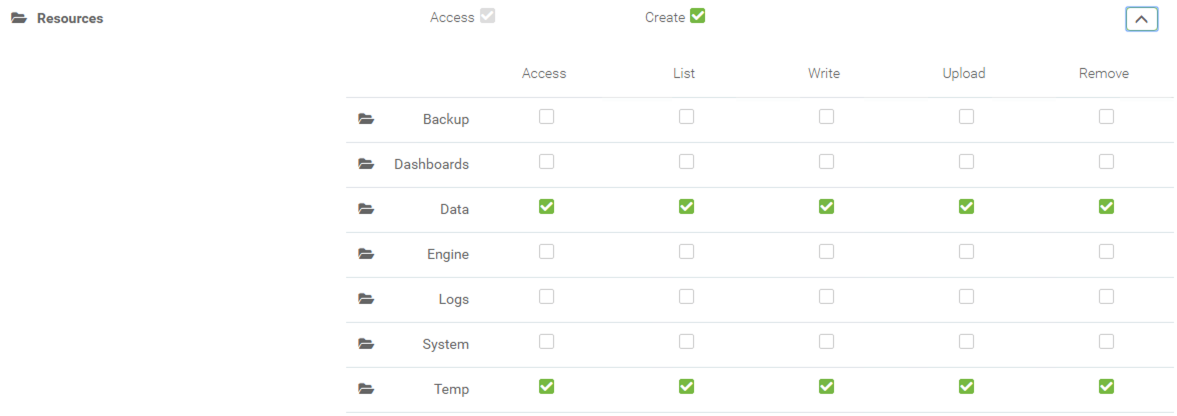 Resources Access Create
Access List Write Upload Remove
Backup
Dashboards
Data
Engine
Logs
System
Temp